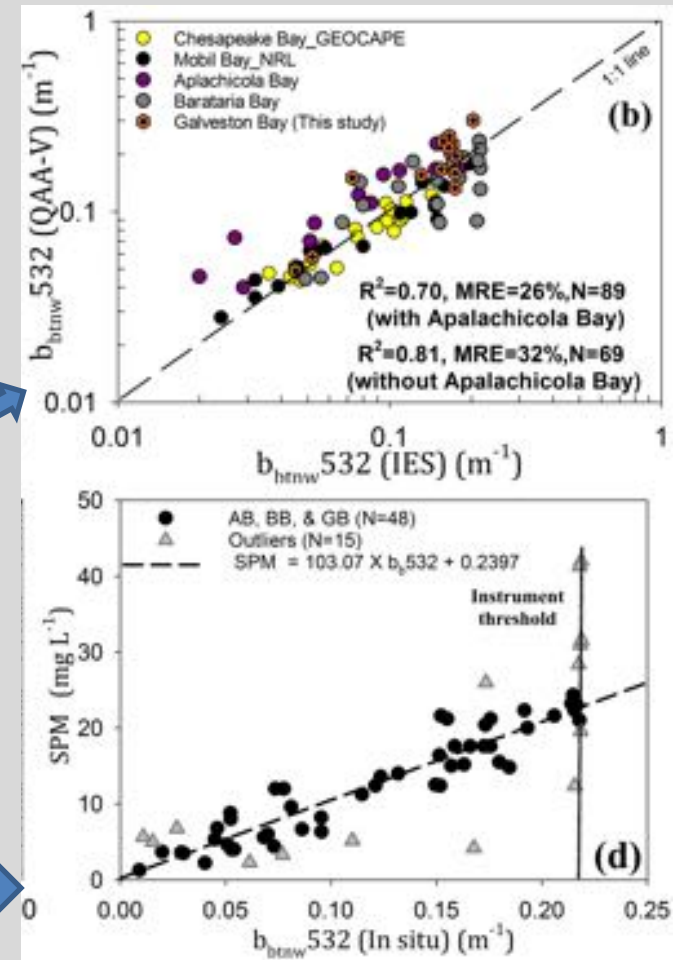 1
Chesapeake Bay_GEOCAPE
Mobil Bay_NRL
Aplachicola Bay
Barataria Bay
Galveston Bay (This study)
1:1 line
(b)
b_btnw532 (QAA-V) (m⁻¹)
0.1
R²=0.70, MRE=26%,N=89
(with Apalachicola Bay)
R²=0.81, MRE=32%,N=69
(without Apalachicola Bay)
0.01
0.01 0.1 1
b_btnw532 (IES) (m⁻¹)
50
AB, BB, & GB (N=48)
Outliers (N=15)
SPM = 103.07 X b_b532 + 0.2397
40
Instrument
threshold
30
SPM (mg L⁻¹)
20
10
(d)
0
0 0.00 0.05 0.10 0.15 0.20 0.25
b_btnw532 (In situ) (m⁻¹)